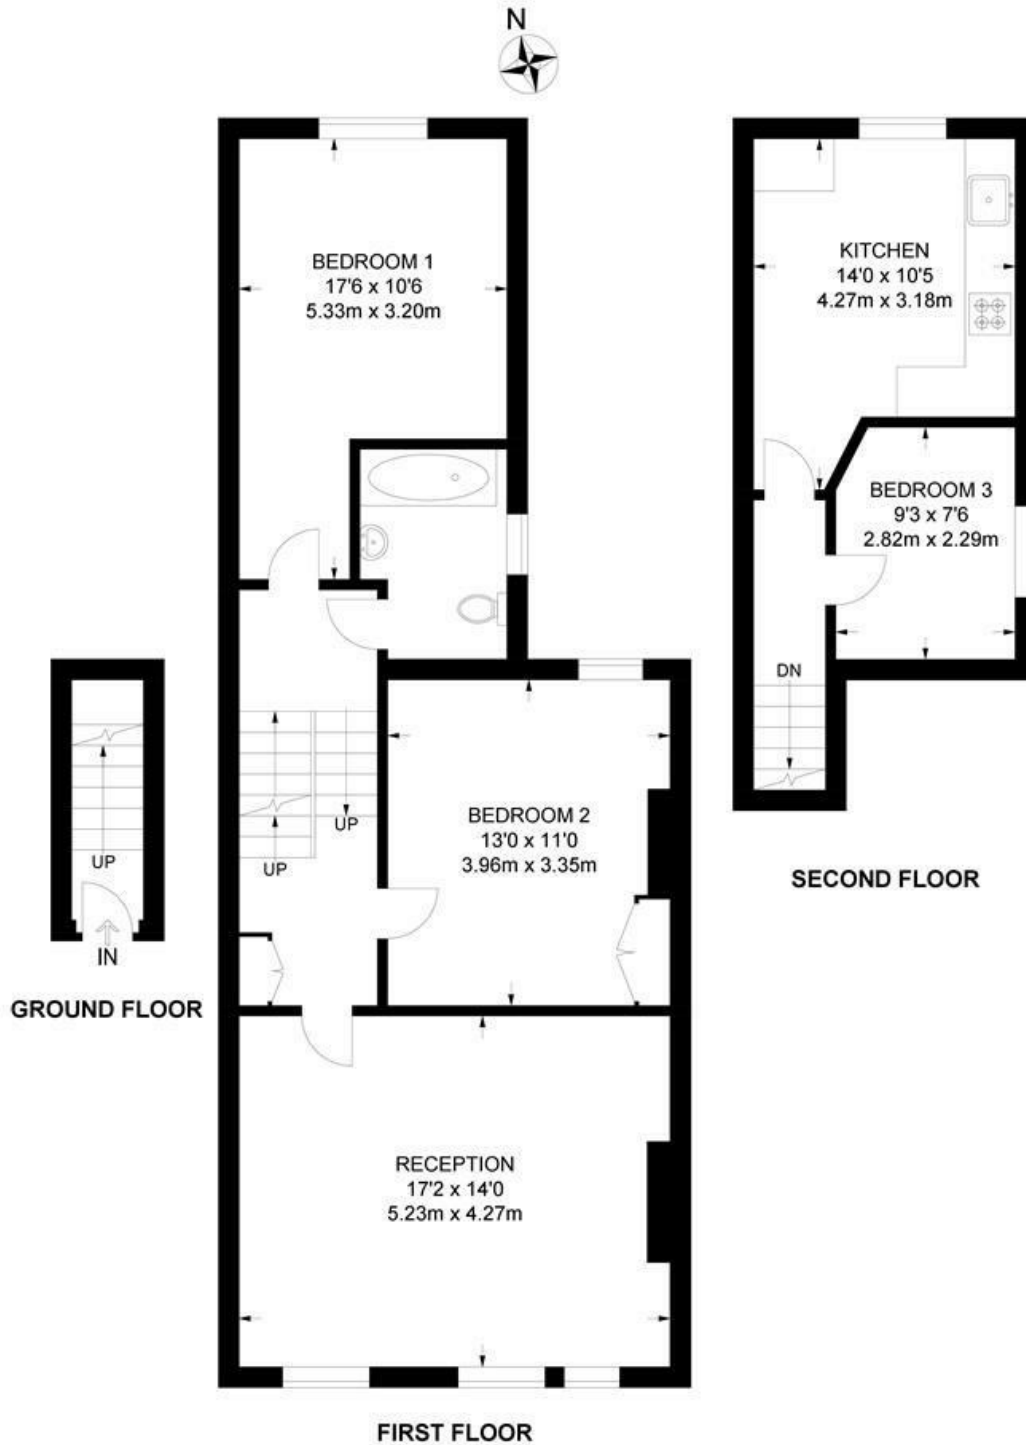 N
BEDROOM 1
17'6 x 10'6
5.33m x 3.20m
KITCHEN
14'0 x 10'5
4.27m x 3.18m
BEDROOM 3
9'3 x 7'6
2.82m x 2.29m
DN
SECOND FLOOR
UP
IN
GROUND FLOOR
UP
UP
BEDROOM 2
13'0 x 11'0
3.96m x 3.35m
RECEPTION
17'2 x 14'0
5.23m x 4.27m
FIRST FLOOR